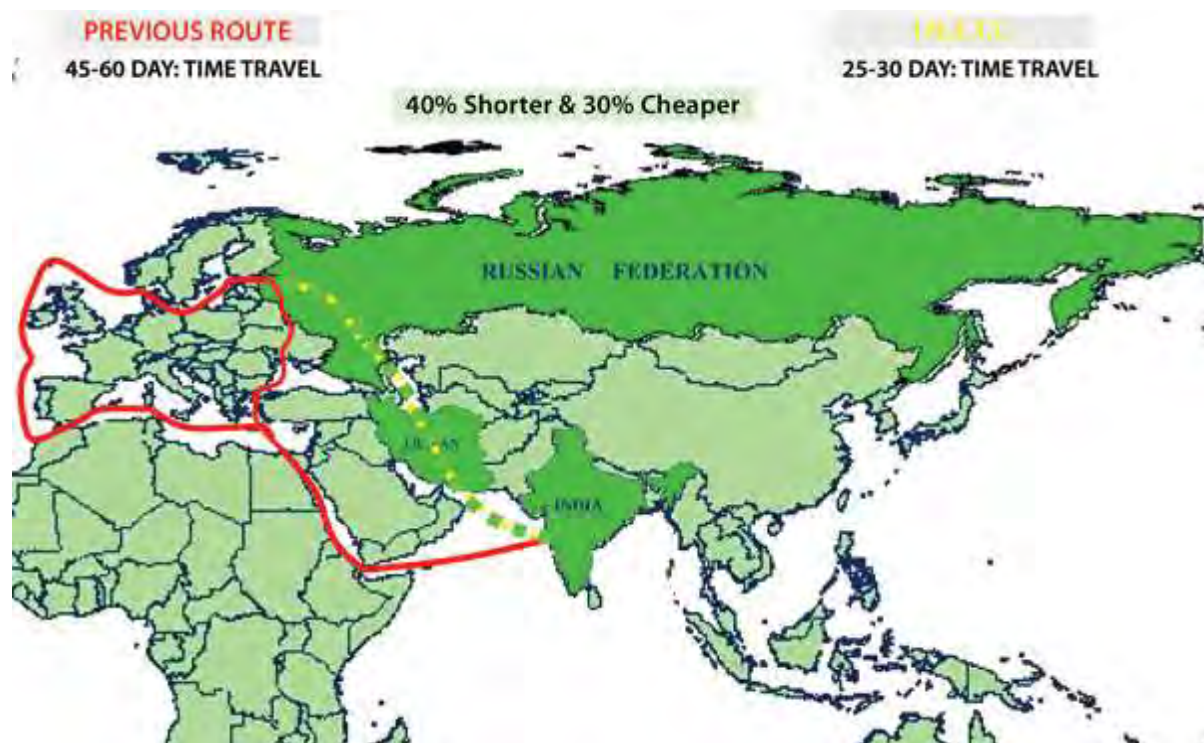 PREVIOUS ROUTE
45-60 DAY: TIME TRAVEL
25-30 DAY: TIME TRAVEL
40% Shorter & 30% Cheaper
RUSSIAN FEDERATION
INDIA